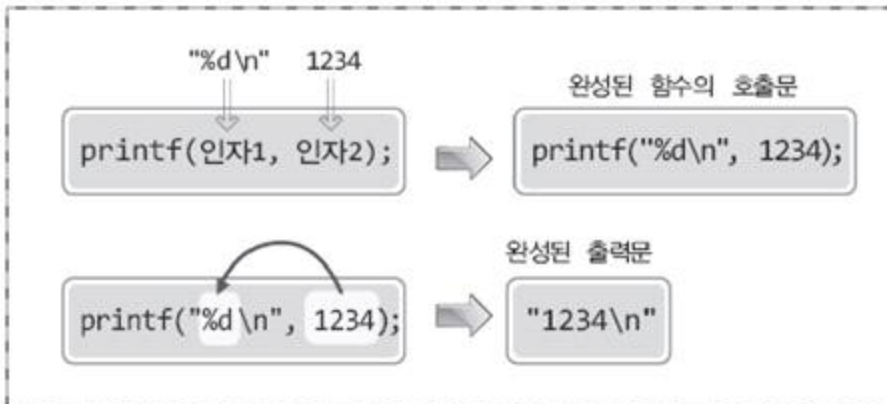 "%d\n" 1234
완성된 함수의 호출문
printf(인자1, 인자2);
printf("%d\n", 1234);
완성된 출력문
printf("%d\n", 1234);
"1234\n"